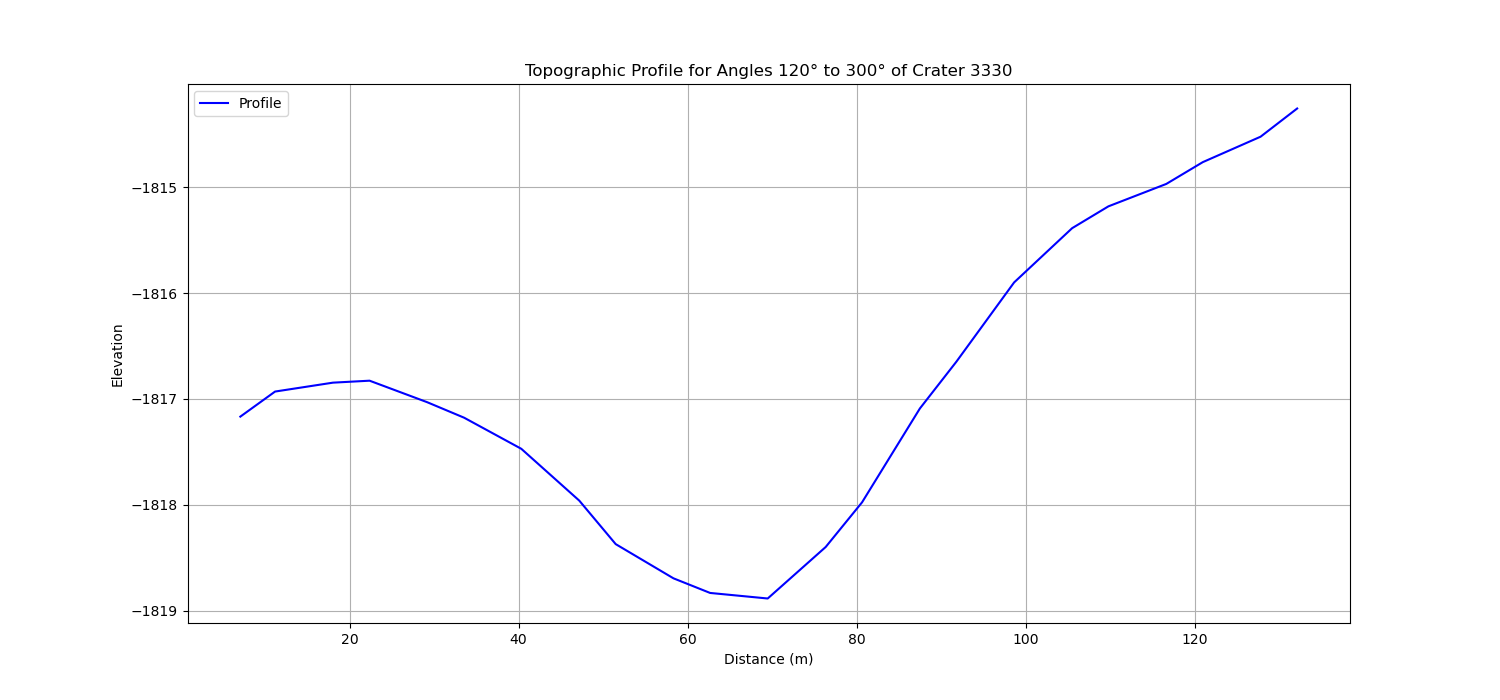 Topographic Profile for Angles 120° to 300° of Crater 3330
Profile
Elevation
−1815
−1816
−1817
−1818
−1819
20 40 60 80 100 120
Distance (m)